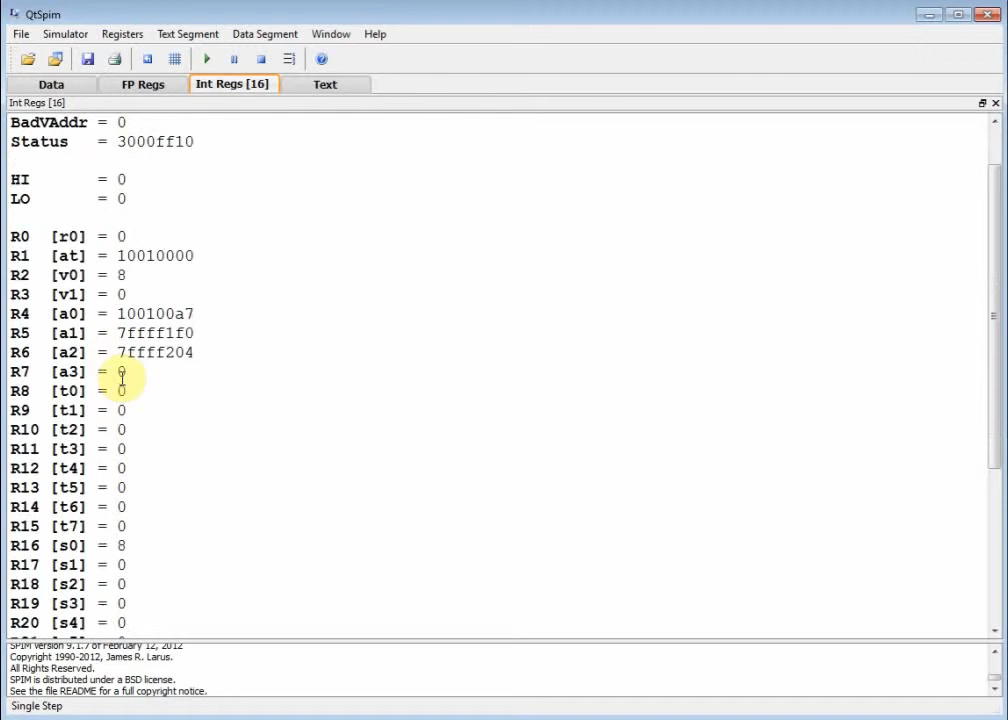 QtSpim
File Simulator Registers Text Segment Data Segment Window Help
Data FP Regs Int Regs [16] Text
Int Regs [16]
BadVAddr = 0
Status = 3000ff10
HI = 0
LO = 0
R0 [r0] = 0
R1 [at] = 10010000
R2 [v0] = 8
R3 [v1] = 0
R4 [a0] = 100100a7
R5 [a1] = 7ffff1f0
R6 [a2] = 7ffff204
R7 [a3] = 0
R8 [t0] = 0
R9 [t1] = 0
R10 [t2] = 0
R11 [t3] = 0
R12 [t4] = 0
R13 [t5] = 0
R14 [t6] = 0
R15 [t7] = 0
R16 [s0] = 8
R17 [s1] = 0
R18 [s2] = 0
R19 [s3] = 0
R20 [s4] = 0
SPIM Version 9.1.7 of February 12, 2012
Copyright 1990-2012, James R. Larus.
All Rights Reserved.
SPIM is distributed under a BSD license.
See the file README for a full copyright notice.
Single Step